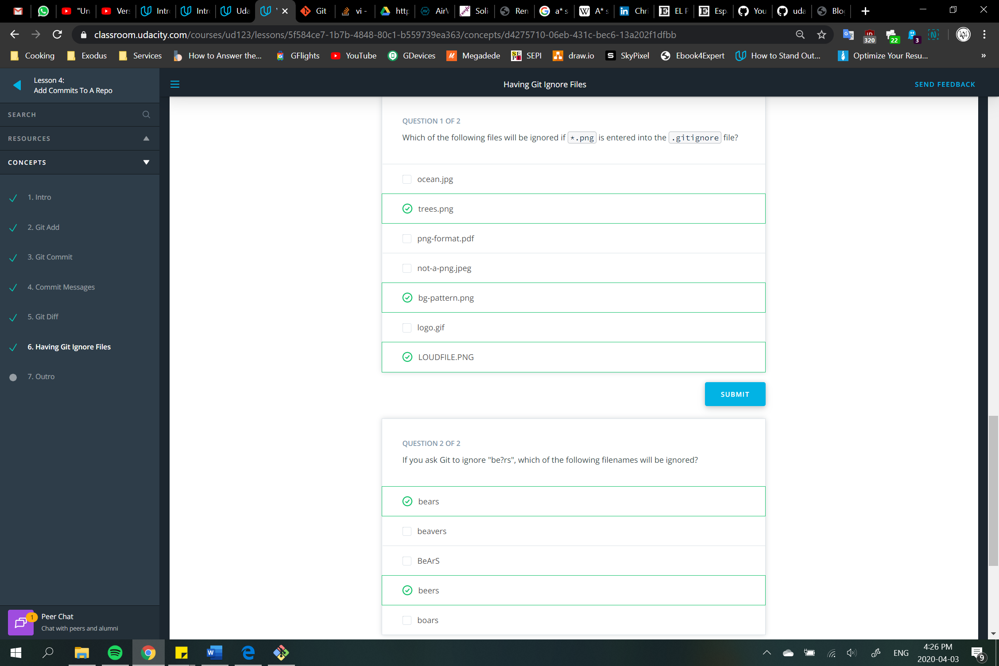 "Un
Ver
Intr
Intr
Uda
Git
vi -
http
AirV
Soli
Ren
a* s
A* s
Chri
EL P
Esp
You
uda
Blo
classroom.udacity.com/courses/ud123/lessons/5f584ce7-1b7b-4848-80c1-b559739ea363/concepts/d4275710-06eb-431c-bec6-13a202f1dfbb
320
22
3
Cooking
Exodus
Services
How to Answer the...
GFlights
YouTube
GDevices
Megadede
SEPI
draw.io
SkyPixel
Ebook4Expert
How to Stand Out...
Optimize Your Resu...
»
Lesson 4:
Add Commits To A Repo
Having Git Ignore Files
SEND FEEDBACK
SEARCH
RESOURCES
CONCEPTS
1. Intro
2. Git Add
3. Git Commit
4. Commit Messages
5. Git Diff
6. Having Git Ignore Files
7. Outro
1
Peer Chat
Chat with peers and alumni
QUESTION 1 OF 2
Which of the following files will be ignored if *.png is entered into the .gitignore file?
ocean.jpg
trees.png
png-format.pdf
not-a-png.jpeg
bg-pattern.png
logo.gif
LOUDFILE.PNG
SUBMIT
QUESTION 2 OF 2
If you ask Git to ignore "be?rs", which of the following filenames will be ignored?
bears
beavers
BeArS
beers
boars
ENG
4:26 PM
2020-04-03
9